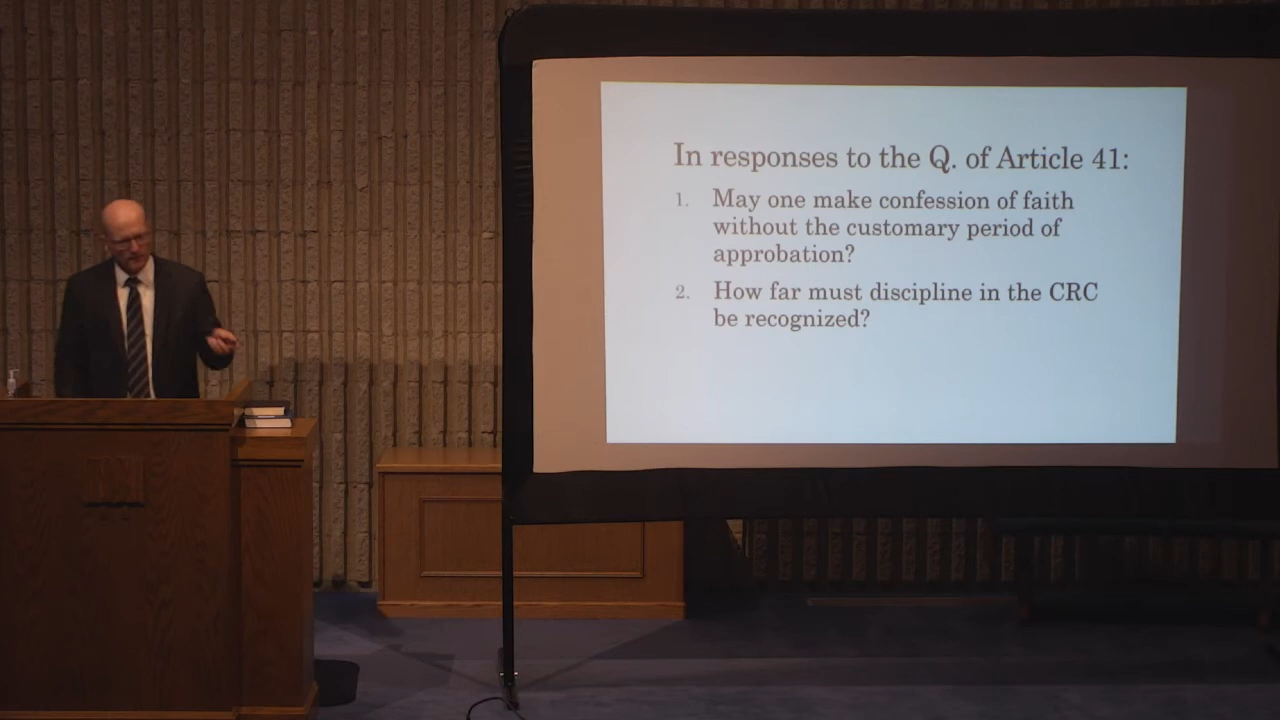 In responses to the Q. of Article 41:
1. May one make confession of faith
without the customary period of
approbation?
2. How far must discipline in the CRC
be recognized?